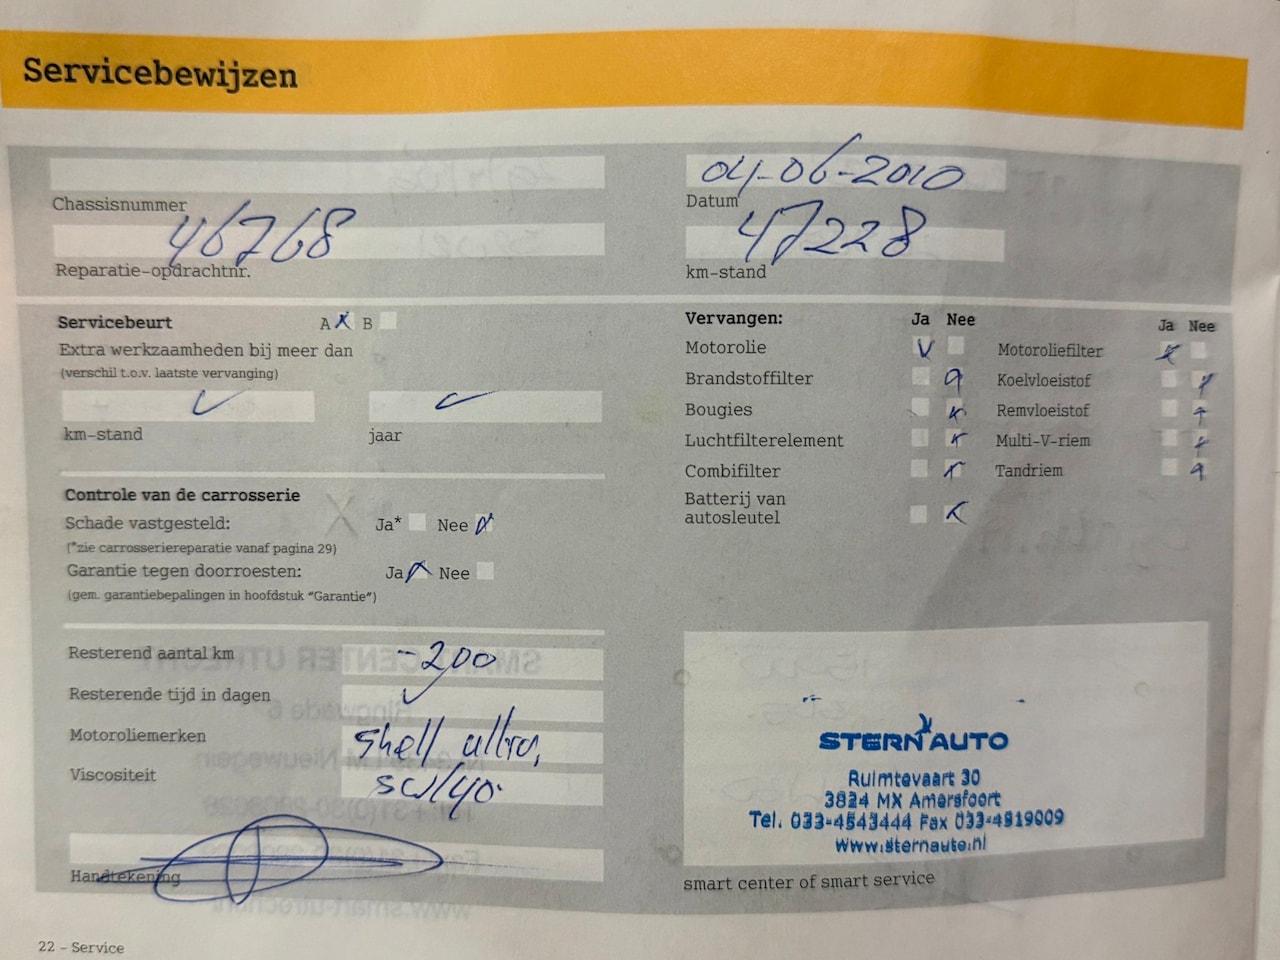 Servicebewijzen
04-06-2010
Chassisnummer
Datum
46768
47228
Reparatie-opdrachtnr.
km-stand
Servicebeurt A x B
Extra werkzaamheden bij meer dan
(verschil t.o.v. laatste vervanging)
km-stand jaar
Controle van de carrosserie
Schade vastgesteld: Ja* Nee x
(*zie carrosseriereparatie vanaf pagina 29)
Garantie tegen doorroesten: Ja x Nee
(gem. garantiebepalingen in hoofdstuk "Garantie")
Resterend aantal km -200
Resterende tijd in dagen
Motoroliemerken shell ultra,
Viscositeit 5w/40.
Handtekening
Vervangen: Ja Nee
Ja Nee
Motorolie
Motoroliefilter
Brandstoffilter
Koelvloeistof
Bougies
Remvloeistof
Luchtfilterelement
Multi-V-riem
Combifilter
Tandriem
Batterij van
autosleutel
STERN AUTO
Ruimtevaart 30
3824 MX Amersfoort
Tel. 033-4543444 Fax 033-4519009
www.sternauto.nl
smart center of smart service
22 - Service